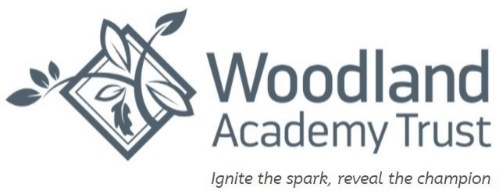 Woodland
Academy Trust
Ignite the spark, reveal the champion